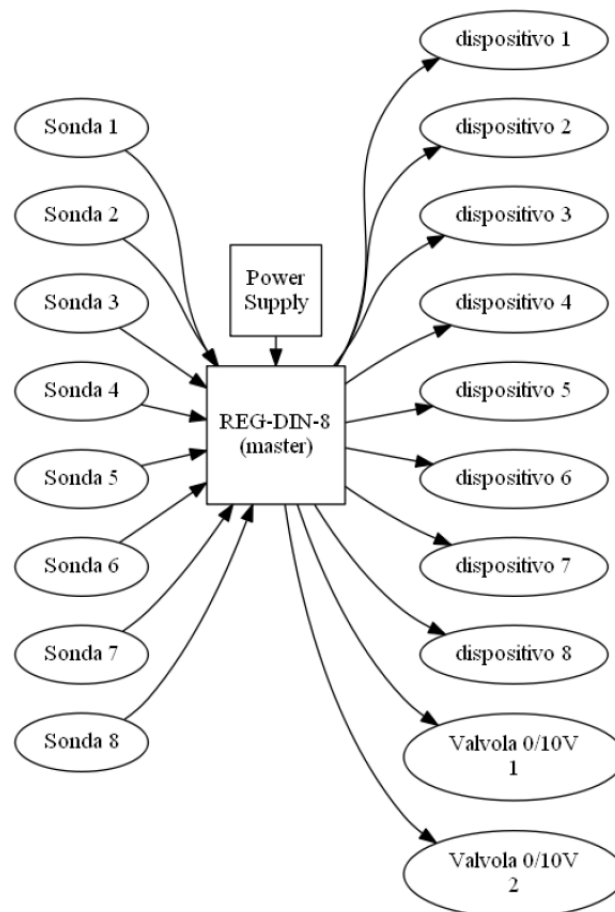 Sonda 1
Sonda 2
Sonda 3
Sonda 4
Sonda 5
Sonda 6
Sonda 7
Sonda 8
Power
Supply
REG-DIN-8
(master)
dispositivo 1
dispositivo 2
dispositivo 3
dispositivo 4
dispositivo 5
dispositivo 6
dispositivo 7
dispositivo 8
Valvola 0/10V
1
Valvola 0/10V
2